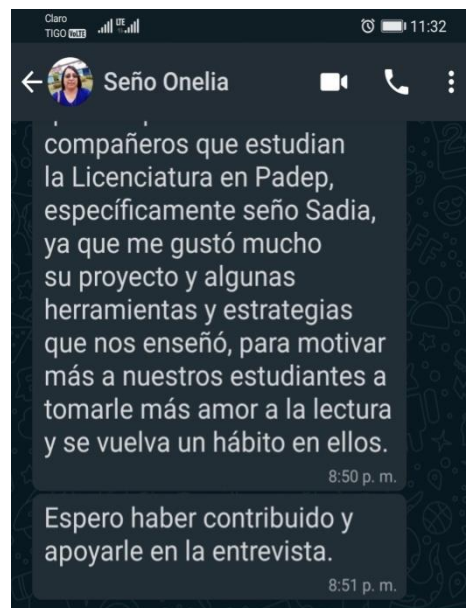 Claro
TIGO VoLTE
LTE
11:32
Seño Onelia
compañeros que estudian
la Licenciatura en Padep,
específicamente seño Sadia,
ya que me gustó mucho
su proyecto y algunas
herramientas y estrategias
que nos enseñó, para motivar
más a nuestros estudiantes a
tomarle más amor a la lectura
y se vuelva un hábito en ellos.
8:50 p. m.
Espero haber contribuido y
apoyarle en la entrevista.
8:51 p. m.